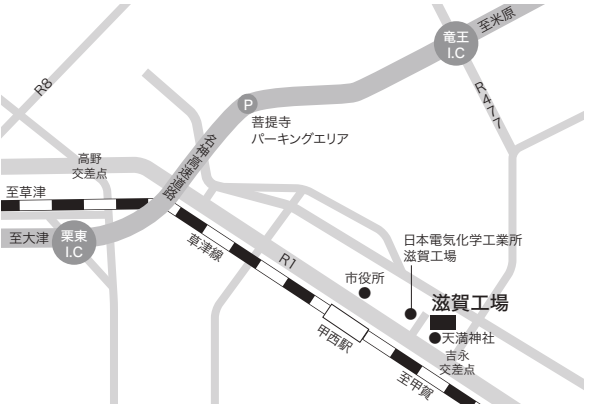 至米原
竜王
I.C
R8
R477
P
菩提寺
パーキングエリア
名神高速道路
高野
交差点
至草津
至大津
栗東
I.C
草津線
R1
日本電気化学工業所
滋賀工場
市役所
滋賀工場
天満神社
甲西駅
吉永
交差点
至甲賀